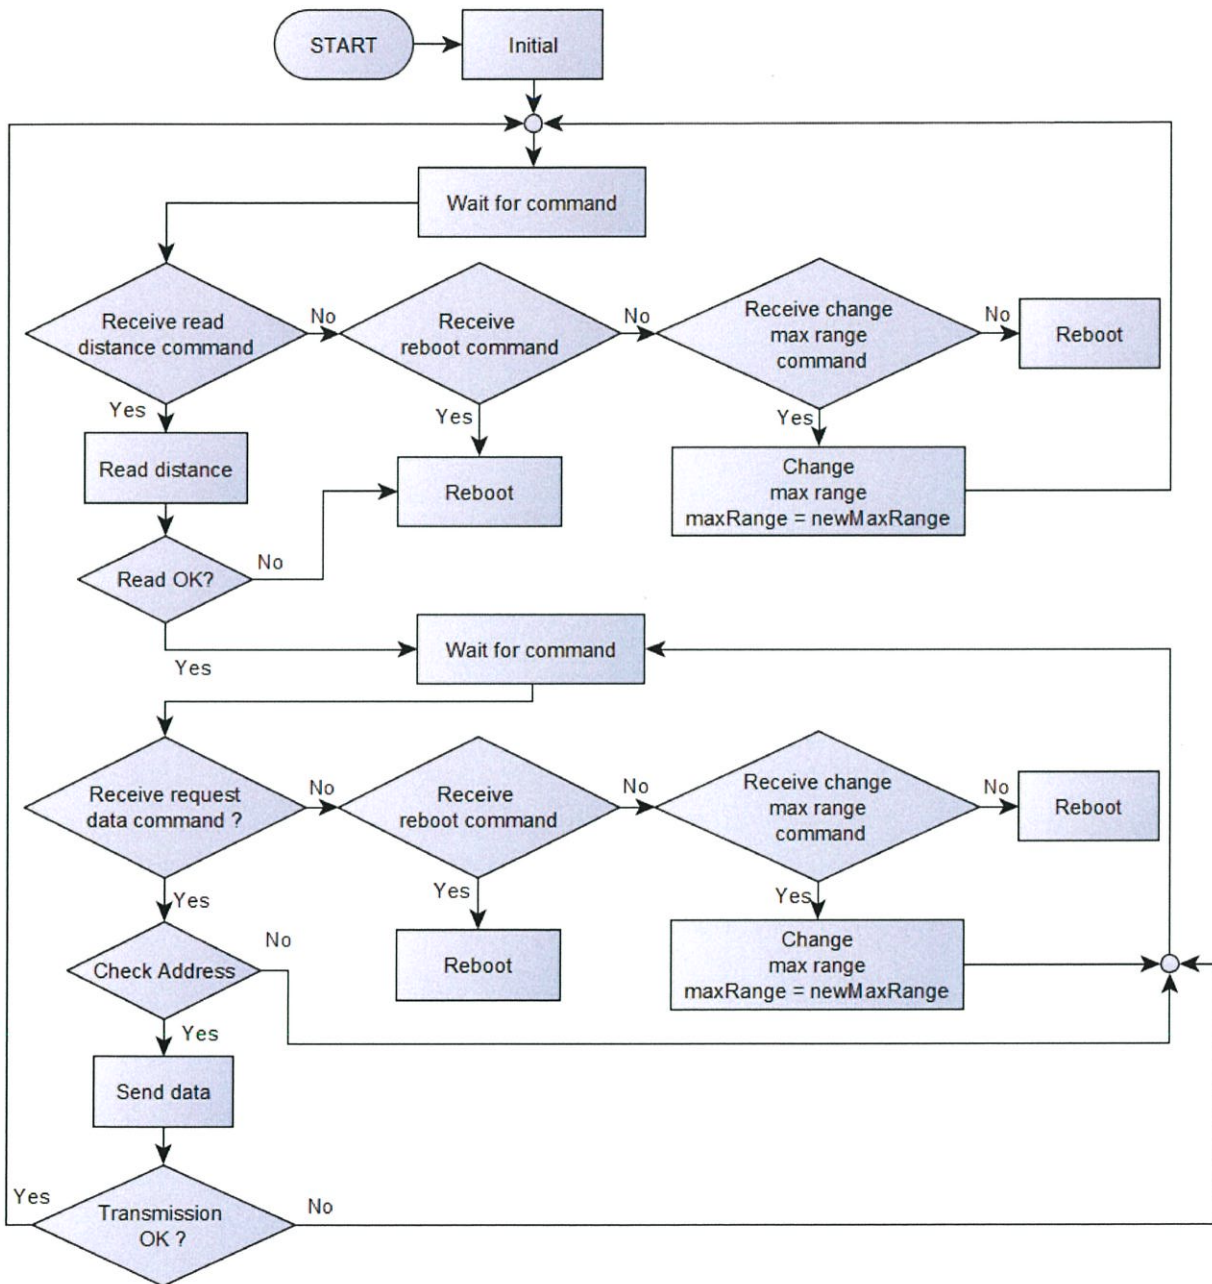 START
Initial
Wait for command
Receive read
distance command
No
Receive
reboot command
No
Receive change
max range
command
No
Reboot
Yes
Yes
Yes
Read distance
Reboot
Change
max range
maxRange = newMaxRange
Read OK?
No
Yes
Wait for command
Receive request
data command ?
No
Receive
reboot command
No
Receive change
max range
command
No
Reboot
Yes
Yes
Yes
Check Address
No
Reboot
Change
max range
maxRange = newMaxRange
Yes
Send data
Yes
Transmission
OK ?
No